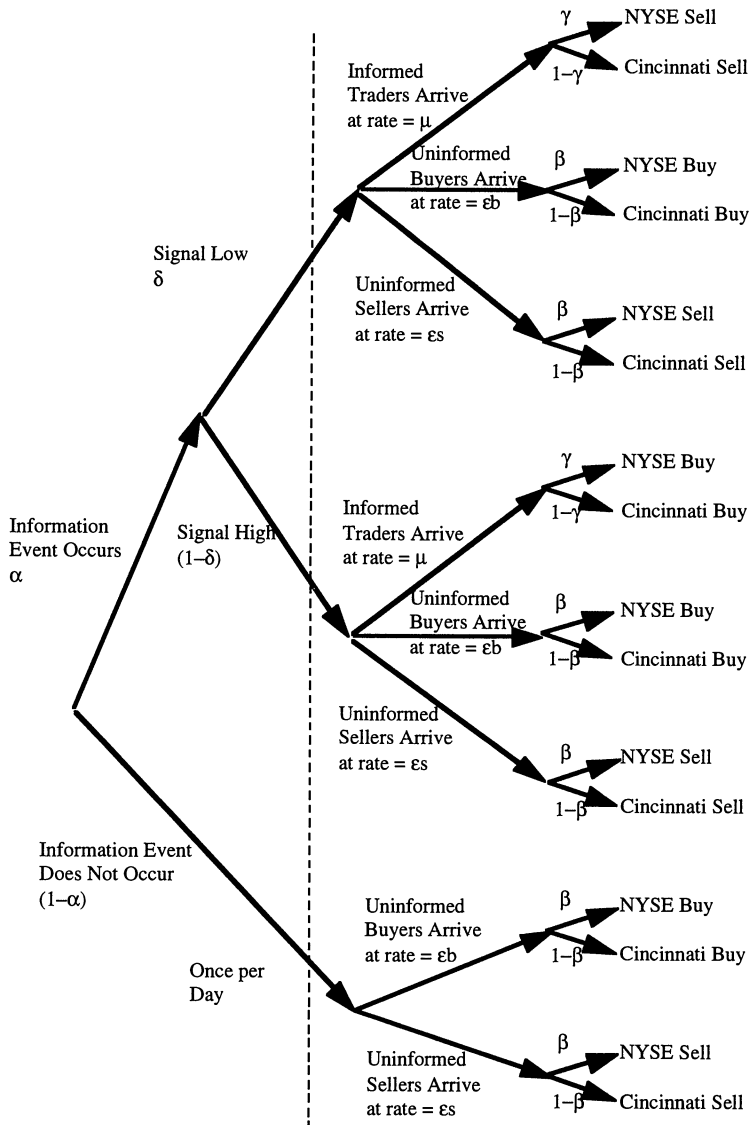 γ
NYSE Sell
Informed
Traders Arrive
at rate = μ
1−γ
Cincinnati Sell
Uninformed
Buyers Arrive
at rate = εb
β
NYSE Buy
1−β
Cincinnati Buy
Signal Low
δ
Uninformed
Sellers Arrive
at rate = εs
β
NYSE Sell
1−β
Cincinnati Sell
Information
Event Occurs
α
Signal High
(1−δ)
Informed
Traders Arrive
at rate = μ
γ
NYSE Buy
1−γ
Cincinnati Buy
Uninformed
Buyers Arrive
at rate = εb
β
NYSE Buy
1−β
Cincinnati Buy
Uninformed
Sellers Arrive
at rate = εs
β
NYSE Sell
1−β
Cincinnati Sell
Information Event
Does Not Occur
(1−α)
Once per
Day
Uninformed
Buyers Arrive
at rate = εb
β
NYSE Buy
1−β
Cincinnati Buy
Uninformed
Sellers Arrive
at rate = εs
β
NYSE Sell
1−β
Cincinnati Sell